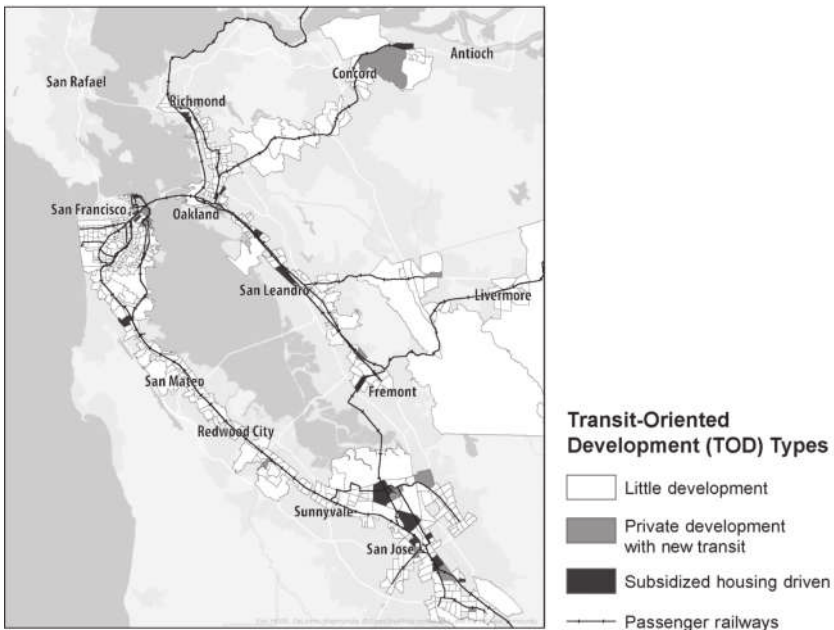 Antioch
Concord
San Rafael
Richmond
San Francisco
Oakland
San Leandro
Livermore
San Mateo
Fremont
Redwood City
Sunnyvale
San Jose
Transit-Oriented
Development (TOD) Types
Little development
Private development
with new transit
Subsidized housing driven
Passenger railways